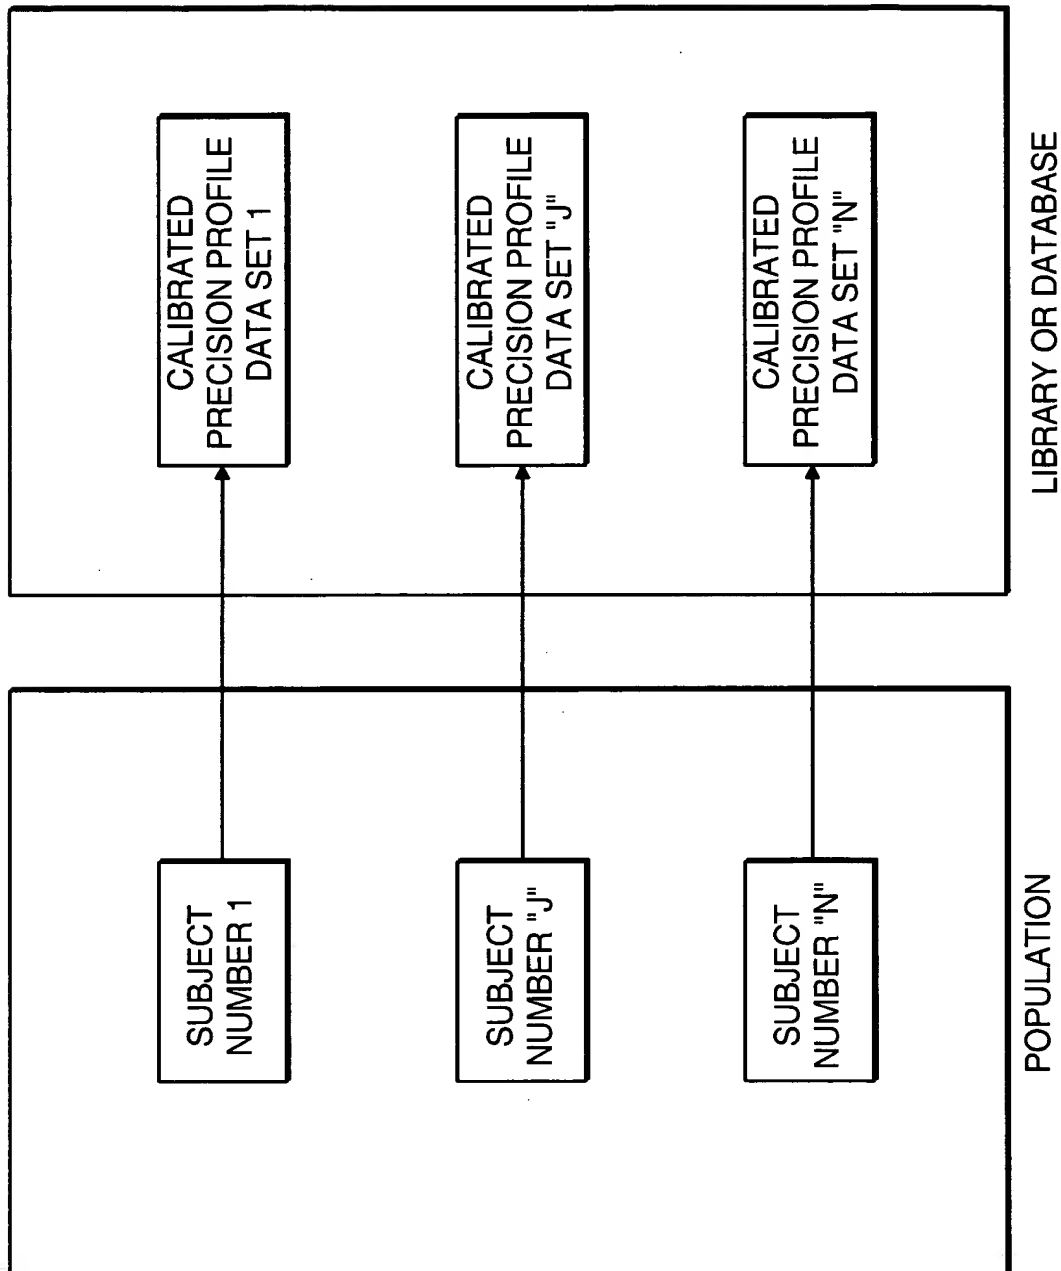 SUBJECT
NUMBER 1
CALIBRATED
PRECISION PROFILE
DATA SET 1
SUBJECT
NUMBER "J"
CALIBRATED
PRECISION PROFILE
DATA SET "J"
SUBJECT
NUMBER "N"
CALIBRATED
PRECISION PROFILE
DATA SET "N"
POPULATION
LIBRARY OR DATABASE